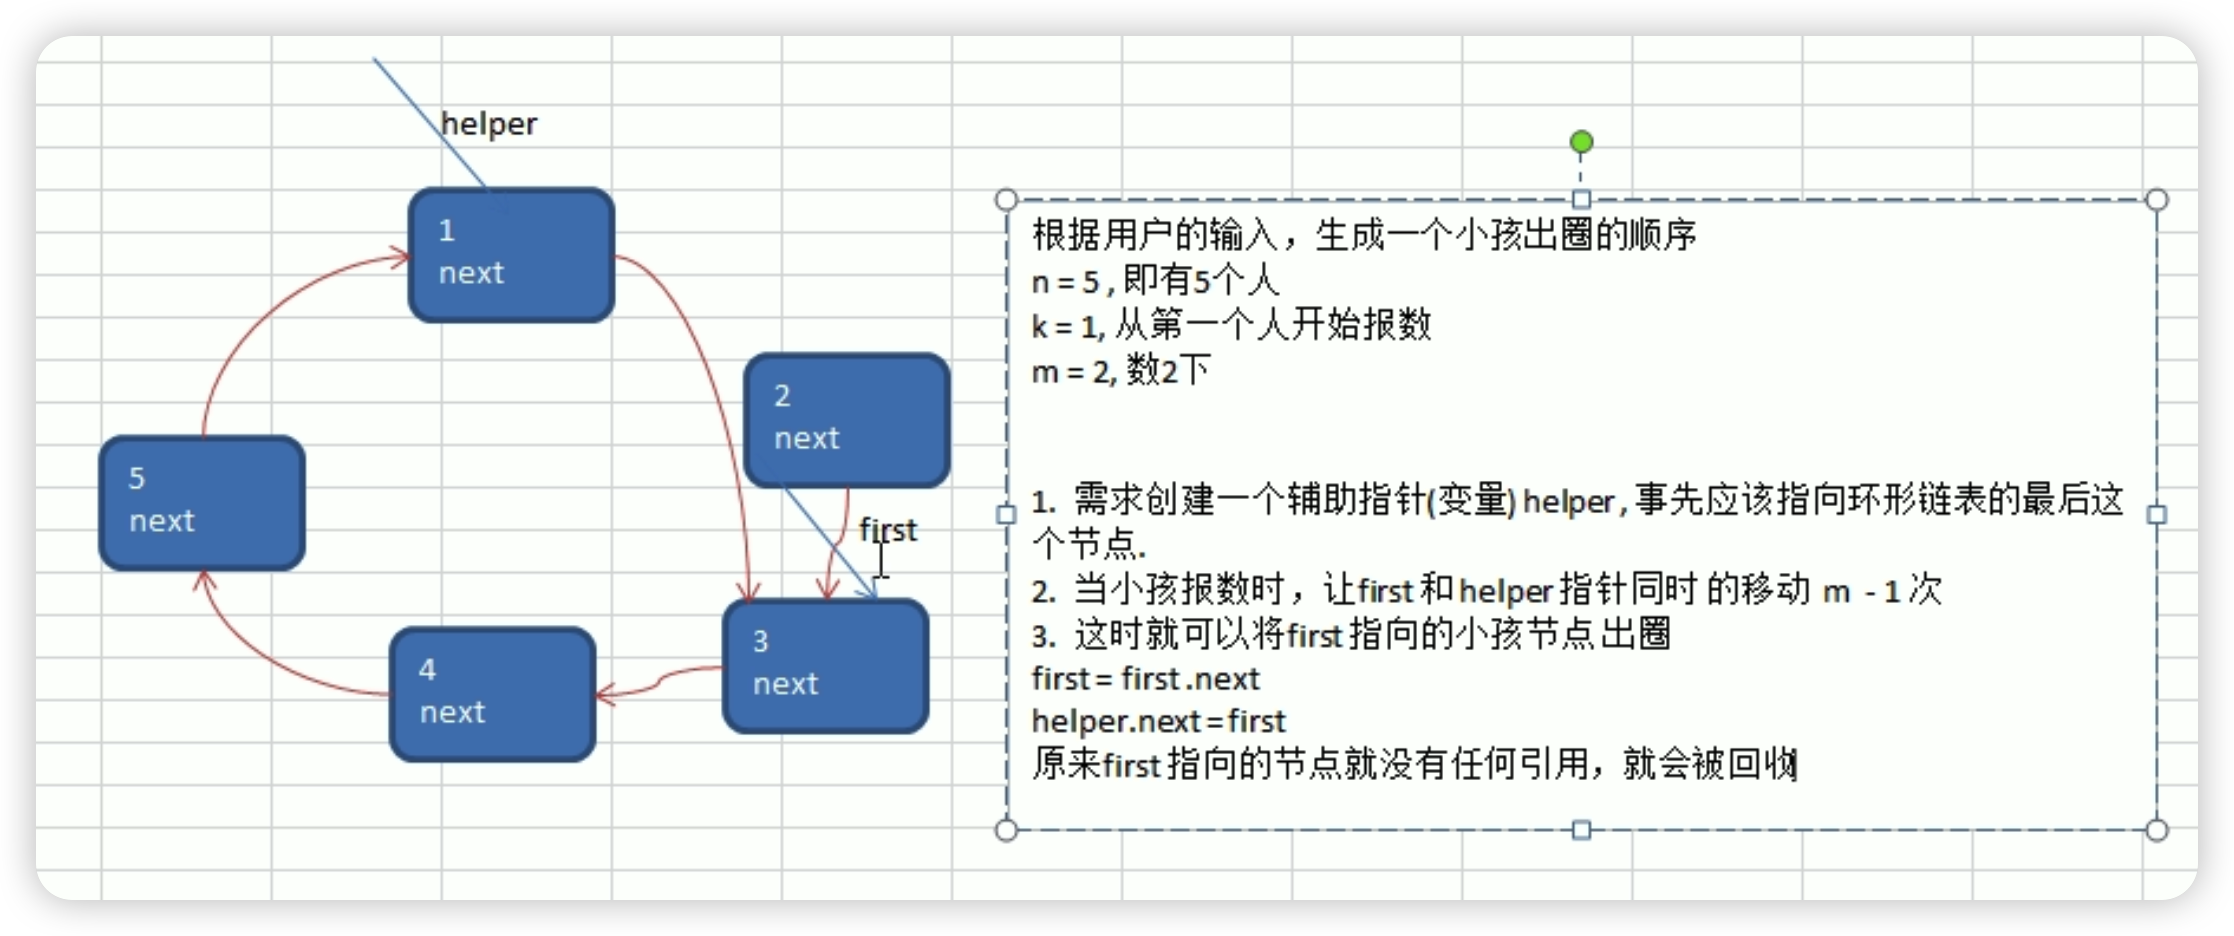 helper
1
next
2
next
5
next
first
3
next
4
next
根据用户的输入，生成一个小孩出圈的顺序
n = 5 , 即有5个人
k = 1, 从第一个人开始报数
m = 2, 数2下
1. 需求创建一个辅助指针(变量) helper , 事先应该指向环形链表的最后这
个节点.
2. 当小孩报数时，让first 和 helper 指针同时 的移动 m - 1 次
3. 这时就可以将first 指向的小孩节点 出圈
first = first .next
helper.next = first
原来first 指向的节点就没有任何引用，就会被回收